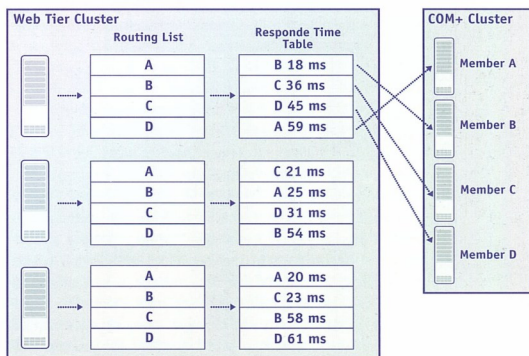 Web Tier Cluster
Routing List
Responde Time
Table
A
B
C
D
B 18 ms
C 36 ms
D 45 ms
A 59 ms
A
B
C
D
C 21 ms
A 25 ms
D 31 ms
B 54 ms
A
B
C
D
A 20 ms
C 23 ms
B 58 ms
D 61 ms
COM+ Cluster
Member A
Member B
Member C
Member D